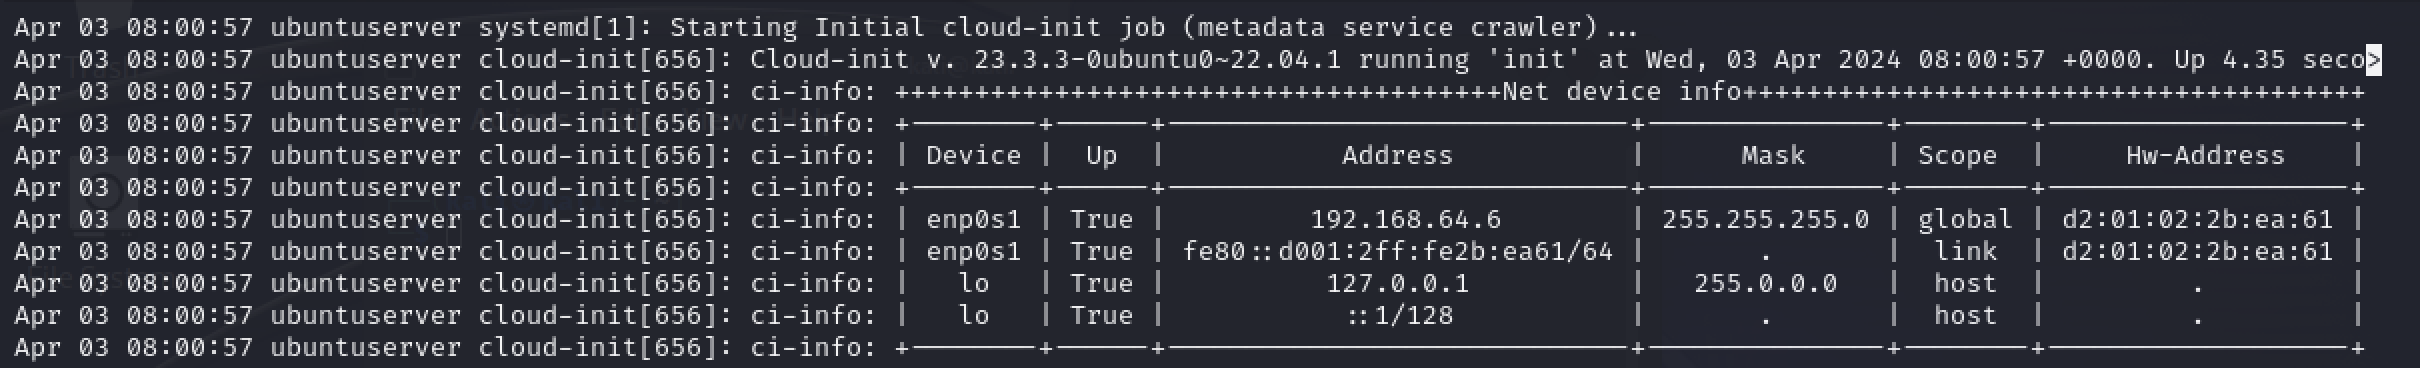 Apr 03 08:00:57 ubuntuserver systemd[1]: Starting Initial cloud-init job (metadata service crawler)...
Apr 03 08:00:57 ubuntuserver cloud-init[656]: Cloud-init v. 23.3.3-0ubuntu0~22.04.1 running 'init' at Wed, 03 Apr 2024 08:00:57 +0000. Up 4.35 seco>
Apr 03 08:00:57 ubuntuserver cloud-init[656]: ci-info: ++++++++++++++++++++++++++++++++++++++Net device info+++++++++++++++++++++++++++++++++++++++
Apr 03 08:00:57 ubuntuserver cloud-init[656]: ci-info: +--------+------+-----------------------------+---------------+--------+-------------------+
Apr 03 08:00:57 ubuntuserver cloud-init[656]: ci-info: | Device |  Up  |           Address           |      Mask     | Scope  |     Hw-Address    |
Apr 03 08:00:57 ubuntuserver cloud-init[656]: ci-info: +--------+------+-----------------------------+---------------+--------+-------------------+
Apr 03 08:00:57 ubuntuserver cloud-init[656]: ci-info: | enp0s1 | True |         192.168.64.6        | 255.255.255.0 | global | d2:01:02:2b:ea:61 |
Apr 03 08:00:57 ubuntuserver cloud-init[656]: ci-info: | enp0s1 | True | fe80::d001:2ff:fe2b:ea61/64 |       .       |  link  | d2:01:02:2b:ea:61 |
Apr 03 08:00:57 ubuntuserver cloud-init[656]: ci-info: |   lo   | True |          127.0.0.1          |   255.0.0.0   |  host  |         .         |
Apr 03 08:00:57 ubuntuserver cloud-init[656]: ci-info: |   lo   | True |           ::1/128           |       .       |  host  |         .         |
Apr 03 08:00:57 ubuntuserver cloud-init[656]: ci-info: +--------+------+-----------------------------+---------------+--------+-------------------+